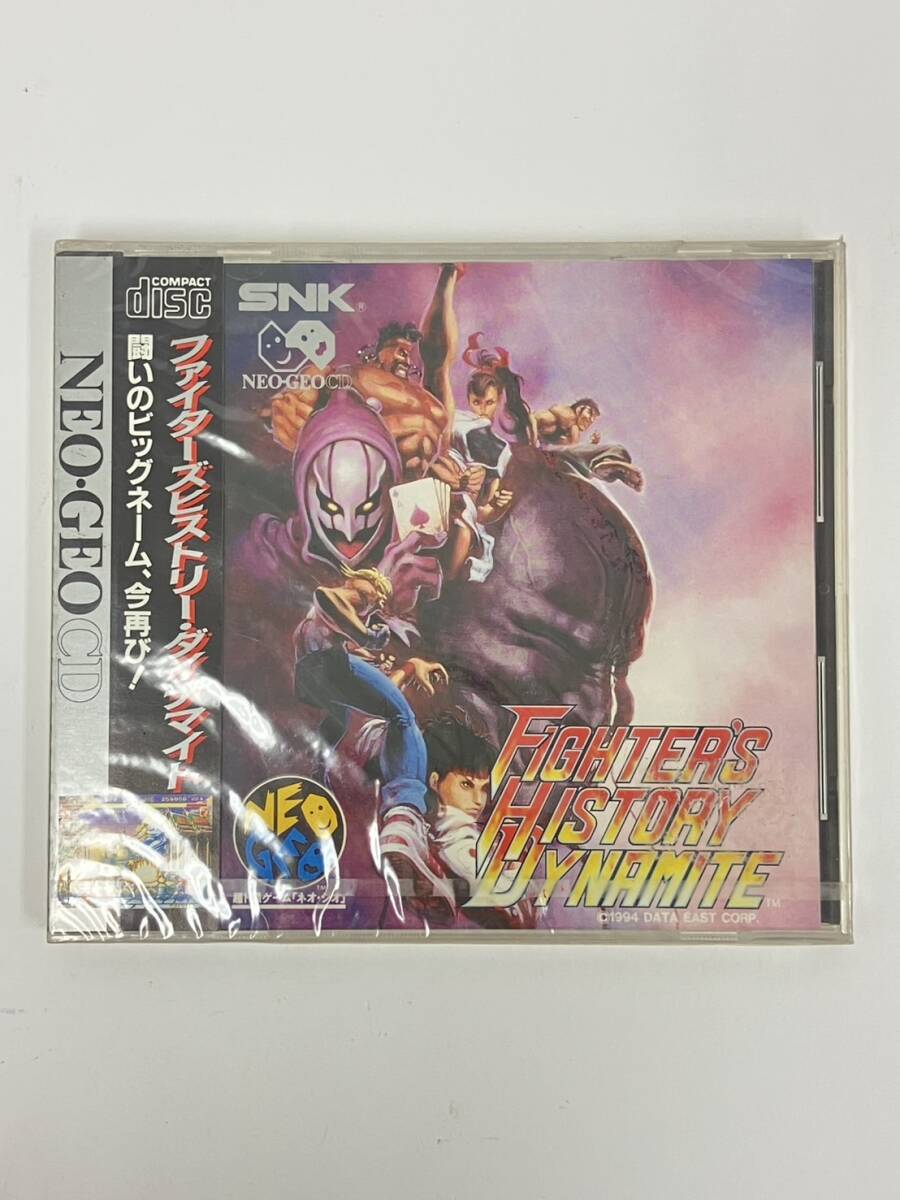 COMPACT
disc
NEO・GEO CD
ファイターズヒストリー・ダイナマイト
闘いのビッグネーム、今再び!
SNK®
NEO・GEO CD
A
NEO
GEO
TM
FIGHTER'S
HISTORY
DYNAMITE™
©1994 DATA EAST CORP.